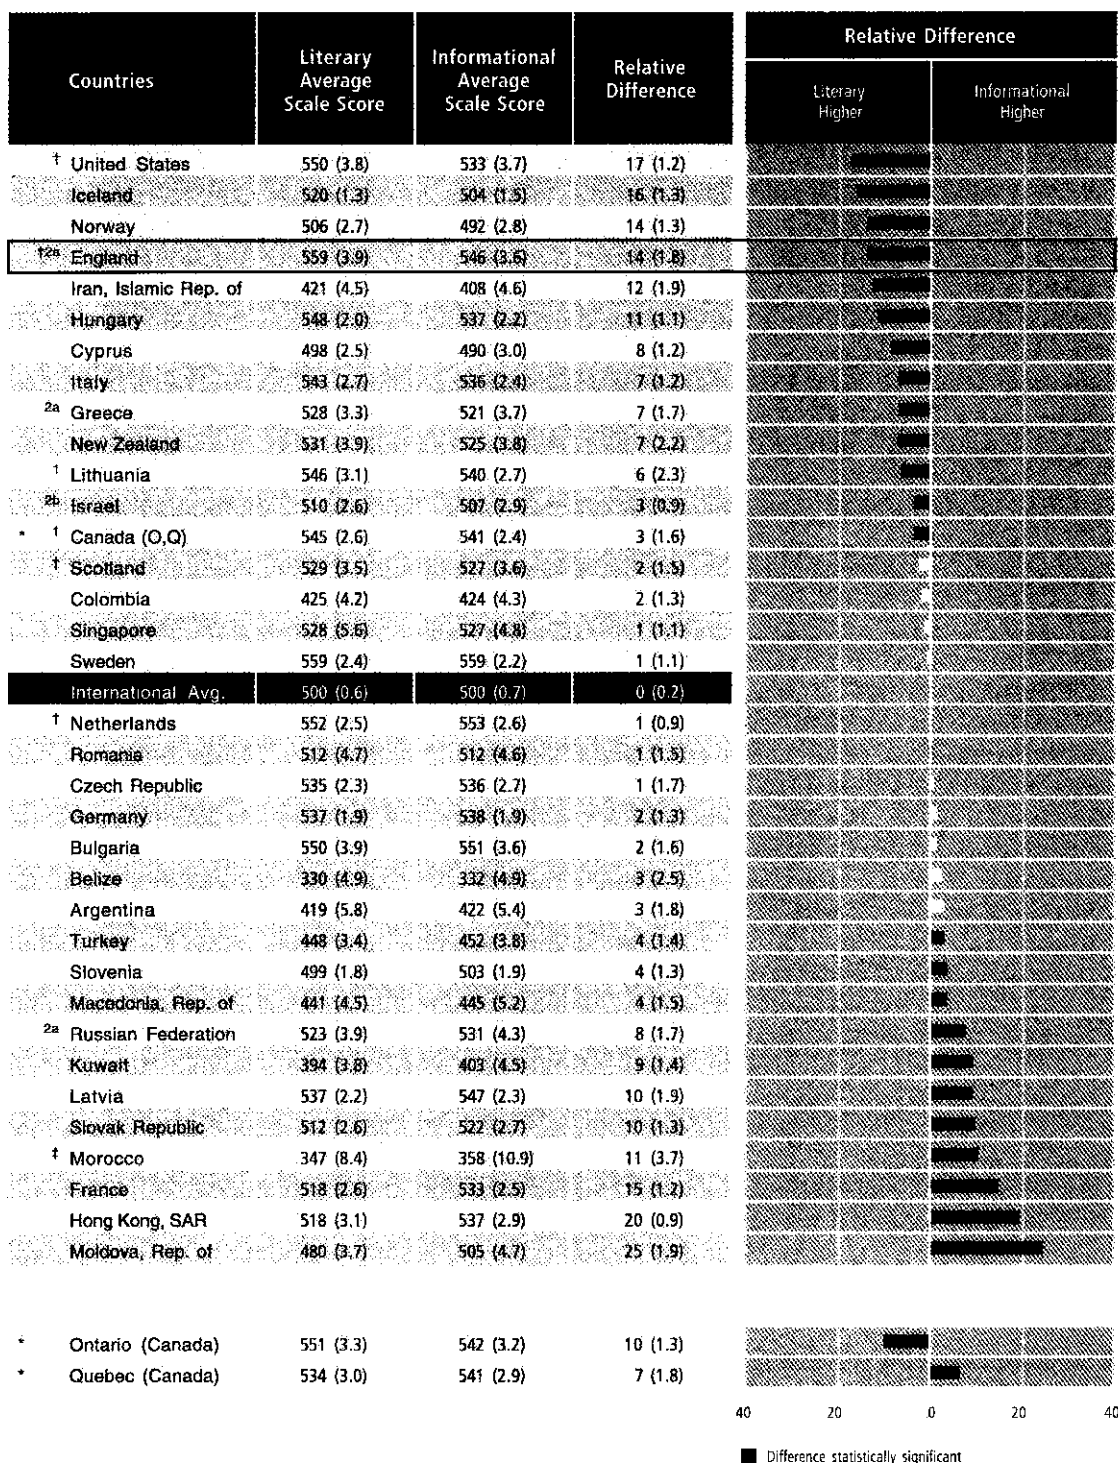 Countries Literary Average Scale Score Informational Average Scale Score Relative Difference Relative Difference
Literary Higher Informational Higher
† United States 550 (3.8) 533 (3.7) 17 (1.2)
Iceland 520 (1.3) 504 (1.5) 16 (1.3)
Norway 506 (2.7) 492 (2.8) 14 (1.3)
†2a England 559 (3.9) 546 (3.6) 14 (1.8)
Iran, Islamic Rep. of 421 (4.5) 408 (4.6) 12 (1.9)
Hungary 548 (2.0) 537 (2.2) 11 (1.1)
Cyprus 498 (2.5) 490 (3.0) 8 (1.2)
Italy 543 (2.7) 536 (2.4) 7 (1.2)
2a Greece 528 (3.3) 521 (3.7) 7 (1.7)
New Zealand 531 (3.9) 525 (3.8) 7 (2.2)
1 Lithuania 546 (3.1) 540 (2.7) 6 (2.3)
2b Israel 510 (2.6) 507 (2.9) 3 (0.9)
* 1 Canada (O,Q) 545 (2.6) 541 (2.4) 3 (1.6)
† Scotland 529 (3.5) 527 (3.6) 2 (1.5)
Colombia 425 (4.2) 424 (4.3) 2 (1.3)
Singapore 528 (5.6) 527 (4.8) 1 (1.1)
Sweden 559 (2.4) 559 (2.2) 1 (1.1)
International Avg. 500 (0.6) 500 (0.7) 0 (0.2)
† Netherlands 552 (2.5) 553 (2.6) 1 (0.9)
Romania 512 (4.7) 512 (4.6) 1 (1.5)
Czech Republic 535 (2.3) 536 (2.7) 1 (1.7)
Germany 537 (1.9) 538 (1.9) 2 (1.3)
Bulgaria 550 (3.9) 551 (3.6) 2 (1.6)
Belize 330 (4.9) 332 (4.9) 3 (2.5)
Argentina 419 (5.8) 422 (5.4) 3 (1.8)
Turkey 448 (3.4) 452 (3.8) 4 (1.4)
Slovenia 499 (1.8) 503 (1.9) 4 (1.3)
Macedonia, Rep. of 441 (4.5) 445 (5.2) 4 (1.5)
2a Russian Federation 523 (3.9) 531 (4.3) 8 (1.7)
Kuwait 394 (3.8) 403 (4.5) 9 (1.4)
Latvia 537 (2.2) 547 (2.3) 10 (1.9)
Slovak Republic 512 (2.6) 522 (2.7) 10 (1.3)
‡ Morocco 347 (8.4) 358 (10.9) 11 (3.7)
France 518 (2.6) 533 (2.5) 15 (1.2)
Hong Kong, SAR 518 (3.1) 537 (2.9) 20 (0.9)
Moldova, Rep. of 480 (3.7) 505 (4.7) 25 (1.9)
* Ontario (Canada) 551 (3.3) 542 (3.2) 10 (1.3)
* Quebec (Canada) 534 (3.0) 541 (2.9) 7 (1.8)
40 20 0 20 40
Difference statistically significant